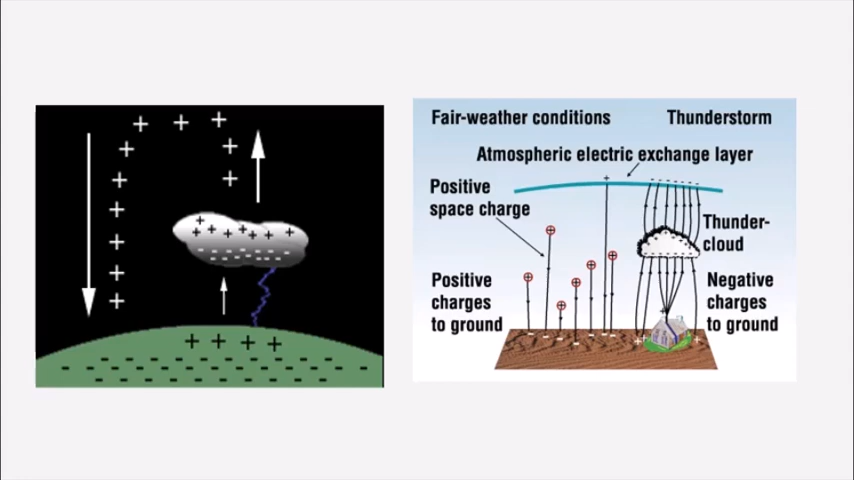 Fair-weather conditions
Thunderstorm
Atmospheric electric exchange layer
Positive
space charge
Thunder-
cloud
Positive
charges
to ground
Negative
charges
to ground